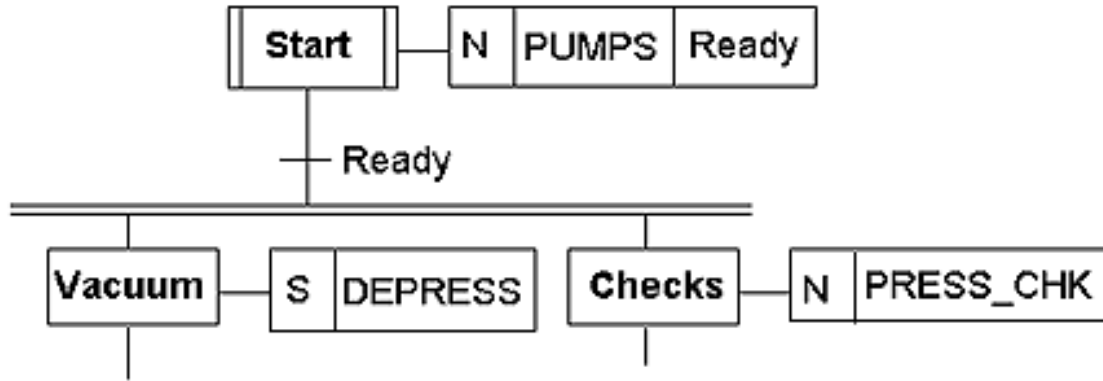 Start N PUMPS Ready
Ready
Vacuum S DEPRESS Checks N PRESS_CHK